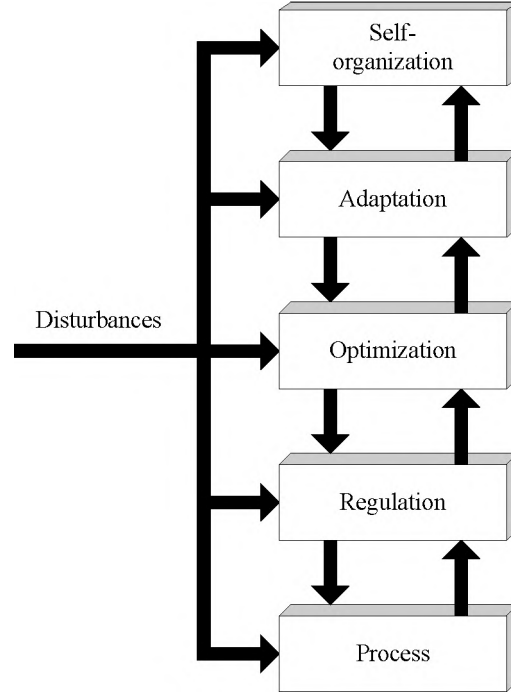 Self-
organization
Adaptation
Disturbances
Optimization
Regulation
Process